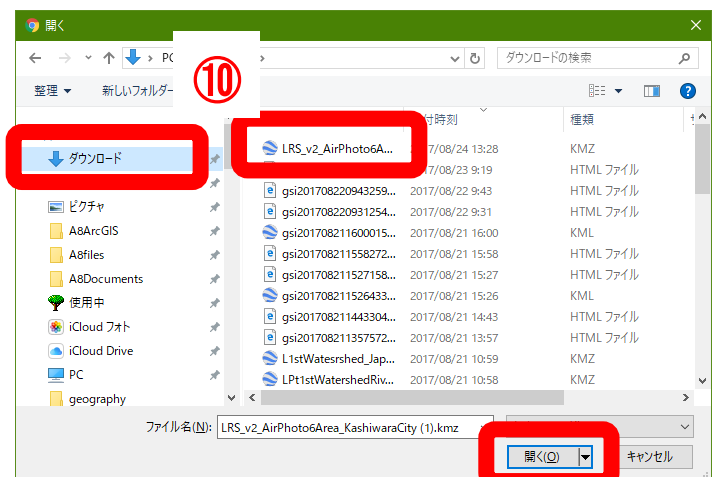 開く
PC
ダウンロードの検索
⑩
整理
新しいフォルダー
付時刻
種類
ダウンロード
LRS_v2_AirPhoto6A... 2017/08/24 13:28 KMZ
2017/08/23 9:19 HTML ファイル
ピクチャ
gsi201708220943259... 2017/08/22 9:43 HTML ファイル
gsi201708220931254... 2017/08/22 9:31 HTML ファイル
A8ArcGIS
gsi201708211600015... 2017/08/21 16:00 KML
A8files
gsi201708211558272... 2017/08/21 15:58 HTML ファイル
A8Documents
gsi201708211527158... 2017/08/21 15:27 HTML ファイル
使用中
gsi201708211526433... 2017/08/21 15:26 KML
iCloud フォト
gsi201708211443304... 2017/08/21 14:43 HTML ファイル
iCloud Drive
gsi201708211357572... 2017/08/21 13:57 HTML ファイル
PC
L1stWatesrshed_Jap... 2017/08/21 10:59 KMZ
geography
LPt1stWatershedRiv... 2017/08/21 10:58 KMZ
ファイル名(N): LRS_v2_AirPhoto6Area_KashiwaraCity (1).kmz
開く(O)
キャンセル